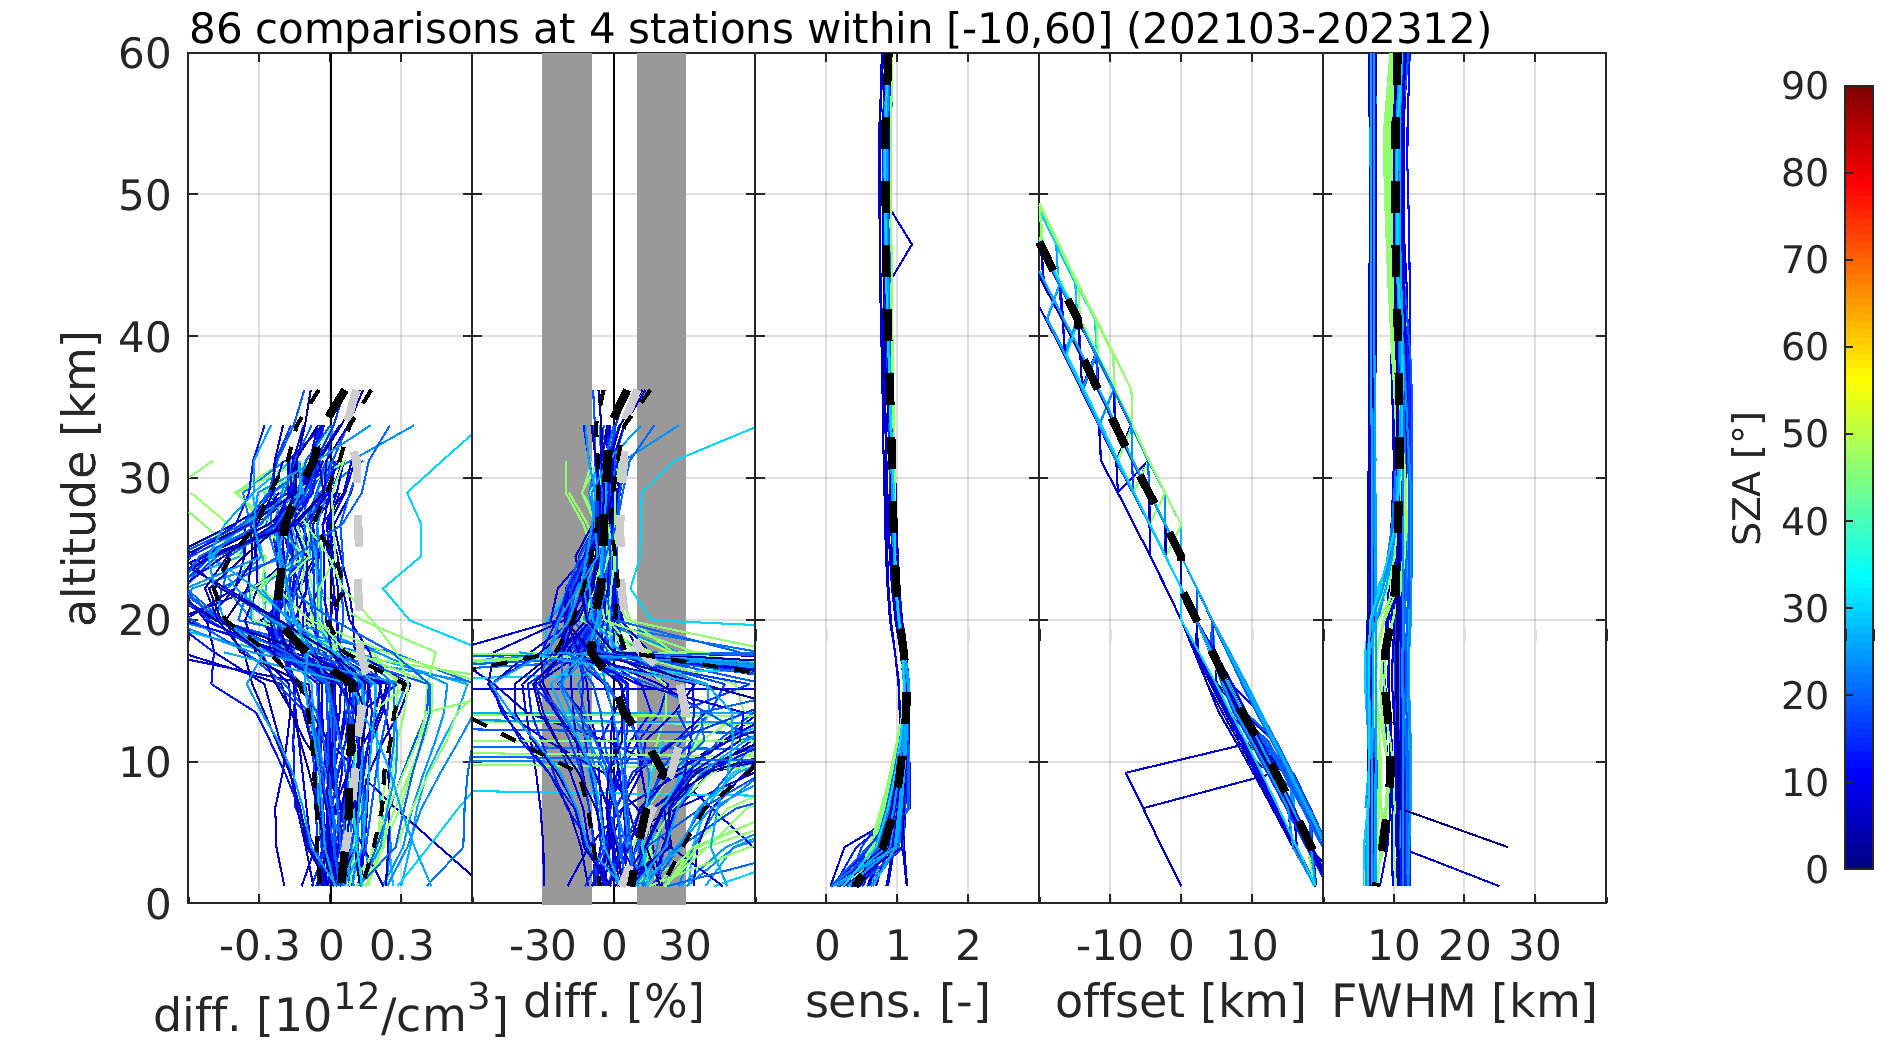 86 comparisons at 4 stations within [-10,60] (202103-202312)
60
50
40
30
20
10
0
altitude [km]
-0.3 0 0.3
diff. [10^12/cm^3]
-30 0 30
diff. [%]
0 1 2
sens. [-]
-10 0 10
offset [km]
10 20 30
FWHM [km]
90
80
70
60
50
40
30
20
10
0
SZA [°]